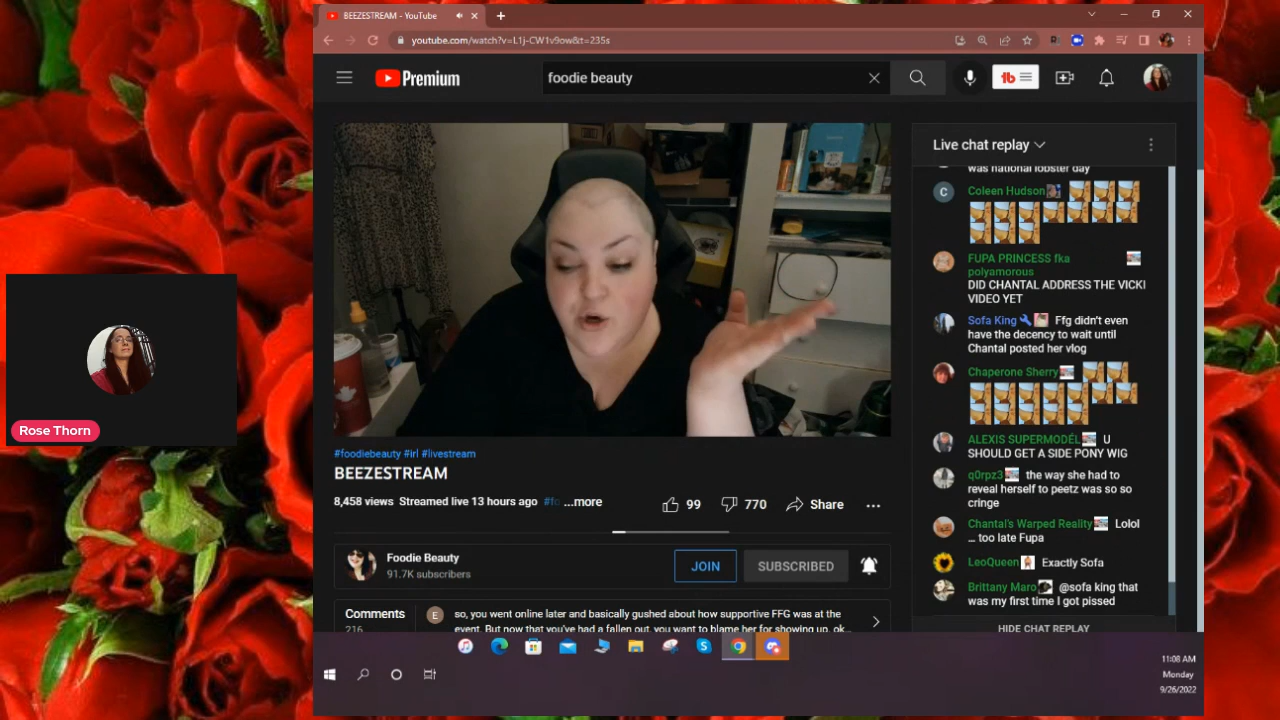 BEEZESTREAM - YouTube
youtube.com/watch?v=L1j-CW1v9ow&t=235s
Premium
foodie beauty
Live chat replay
was national lobster day
C
Coleen Hudson
FUPA PRINCESS fka
polyamorous
DID CHANTAL ADDRESS THE VICKI
VIDEO YET
Sofa King Ffg didn't even
have the decency to wait until
Chantal posted her vlog
Chaperone Sherry
ALEXIS SUPERMODÉL U
SHOULD GET A SIDE PONY WIG
q0rpz3 the way she had to
reveal herself to peetz was so so
cringe
Chantal's Warped Reality Lolol
... too late Fupa
LeoQueen Exactly Sofa
Brittany Maro @sofa king that
was my first time I got pissed
HIDE CHAT REPLAY
Rose Thorn
#foodiebeauty #irl #livestream
BEEZESTREAM
8,458 views Streamed live 13 hours ago #fo ...more
99 770 Share
Foodie Beauty
91.7K subscribers
JOIN
SUBSCRIBED
Comments
216
E
so, you went online later and basically gushed about how supportive FFG was at the
event. But now that you've had a fallen out, you want to blame her for showing up, ok...
11:08 AM
Monday
9/26/2022